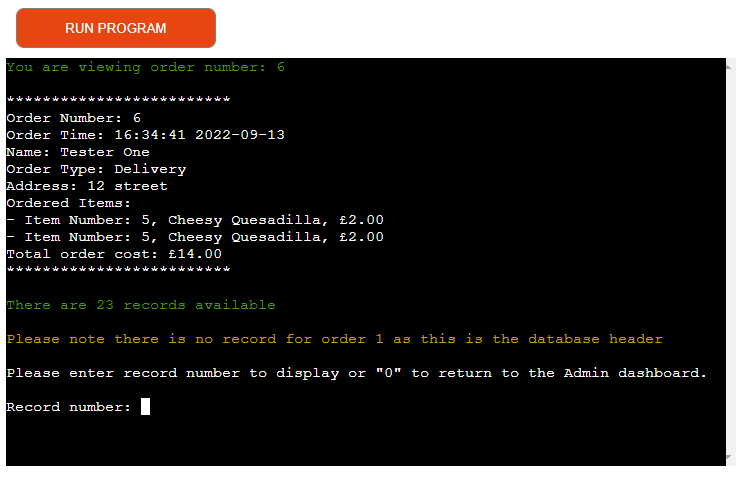 RUN PROGRAM
You are viewing order number: 6
*************************
Order Number: 6
Order Time: 16:34:41 2022-09-13
Name: Tester One
Order Type: Delivery
Address: 12 street
Ordered Items:
- Item Number: 5, Cheesy Quesadilla, £2.00
- Item Number: 5, Cheesy Quesadilla, £2.00
Total order cost: £14.00
*************************
There are 23 records available
Please note there is no record for order 1 as this is the database header
Please enter record number to display or "0" to return to the Admin dashboard.
Record number: